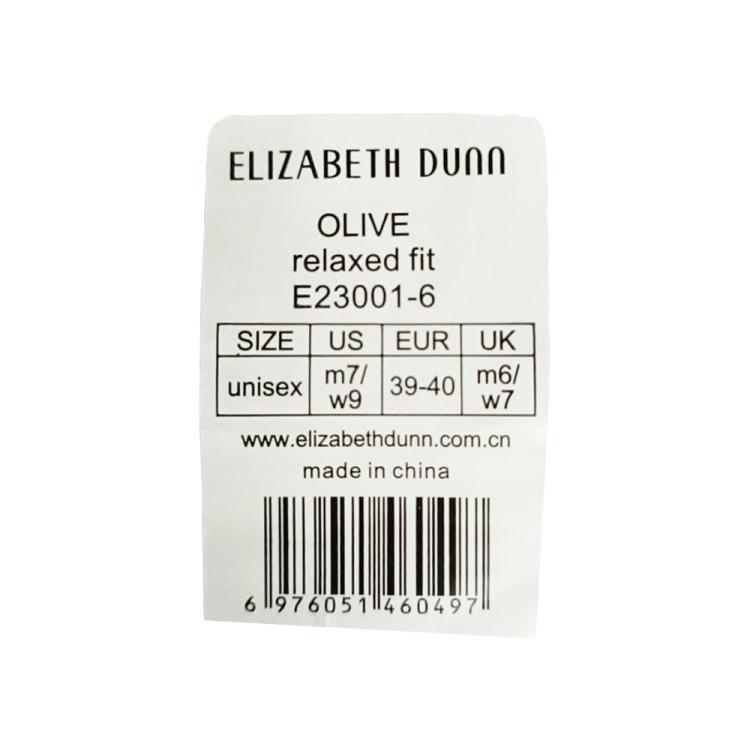 ELIZABETH DUNN
OLIVE
relaxed fit
E23001-6
SIZE US EUR UK
unisex m7/w9 39-40 m6/w7
www.elizabethdunn.com.cn
made in china
6 976051 460497